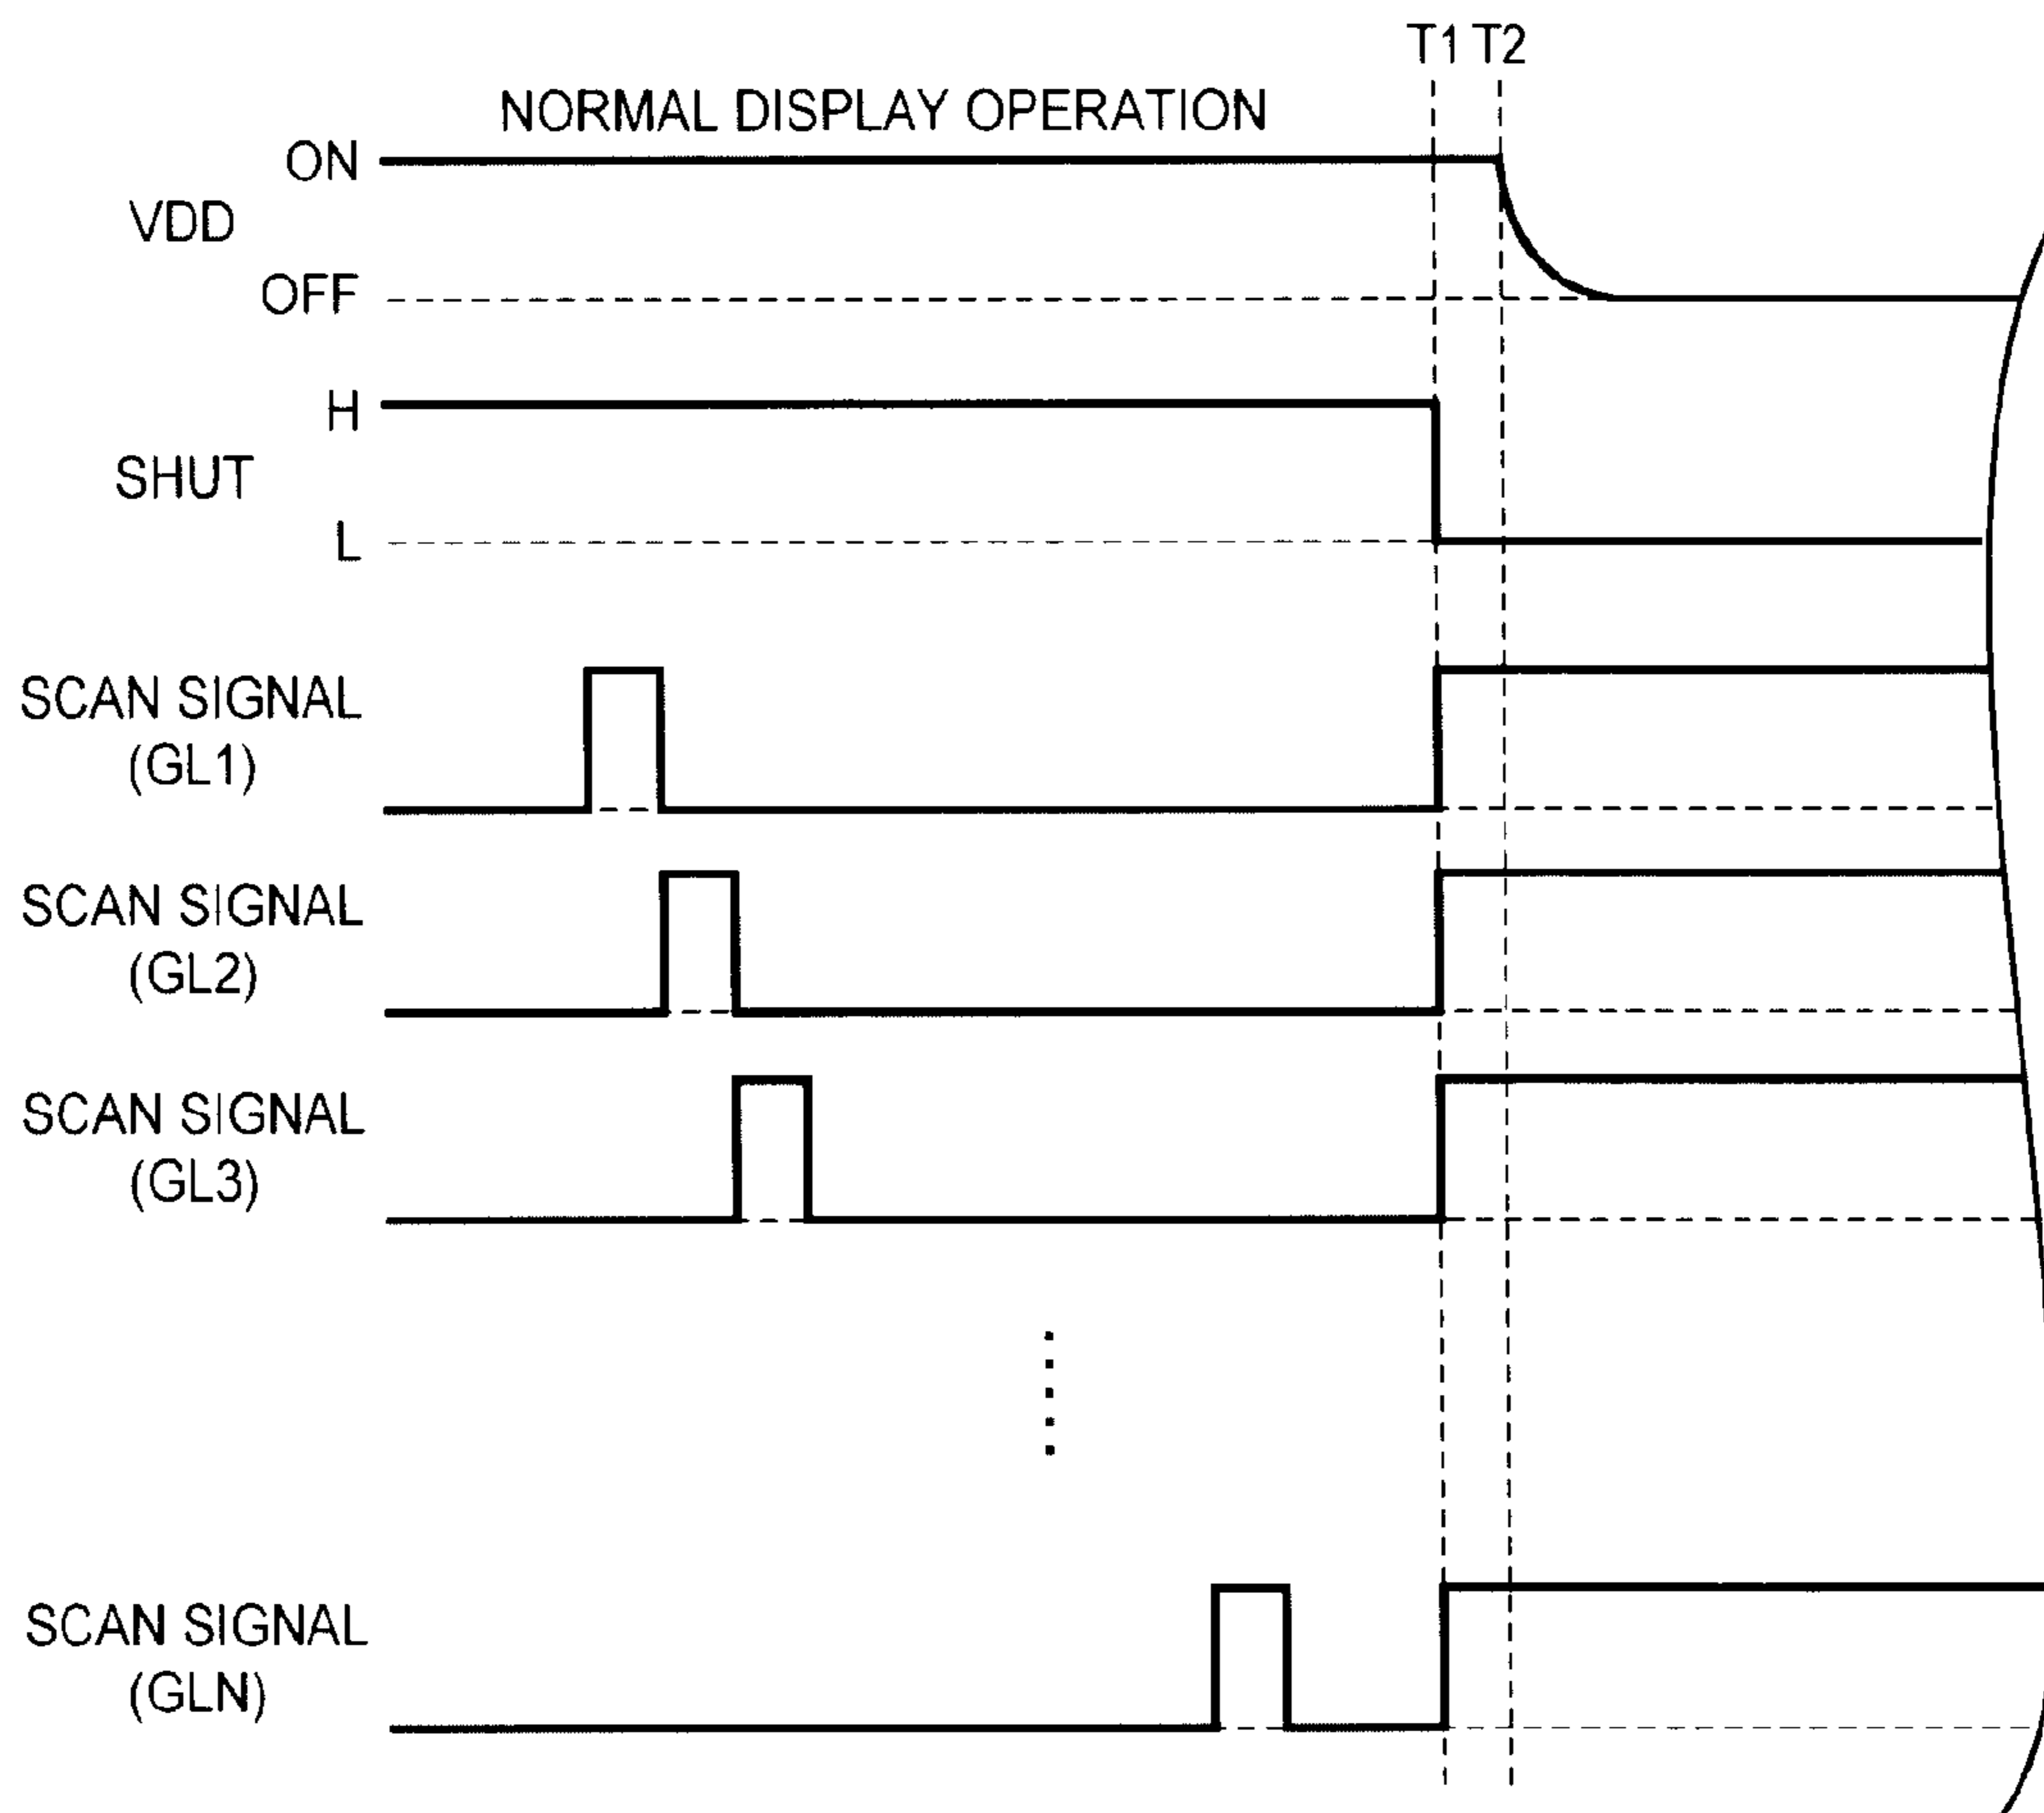 T1 T2
NORMAL DISPLAY OPERATION
ON
VDD
OFF
H
SHUT
L
SCAN SIGNAL
(GL1)
SCAN SIGNAL
(GL2)
SCAN SIGNAL
(GL3)
SCAN SIGNAL
(GLN)